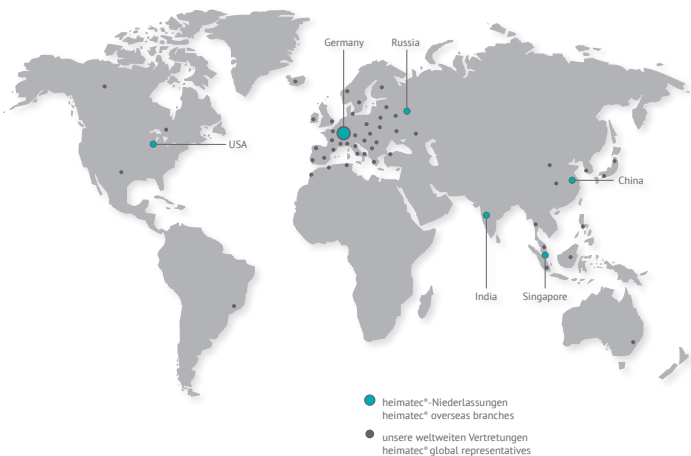 Germany
Russia
USA
China
India
Singapore
heimatec®-Niederlassungen
heimatec® overseas branches
unsere weltweiten Vertretungen
heimatec® global representatives